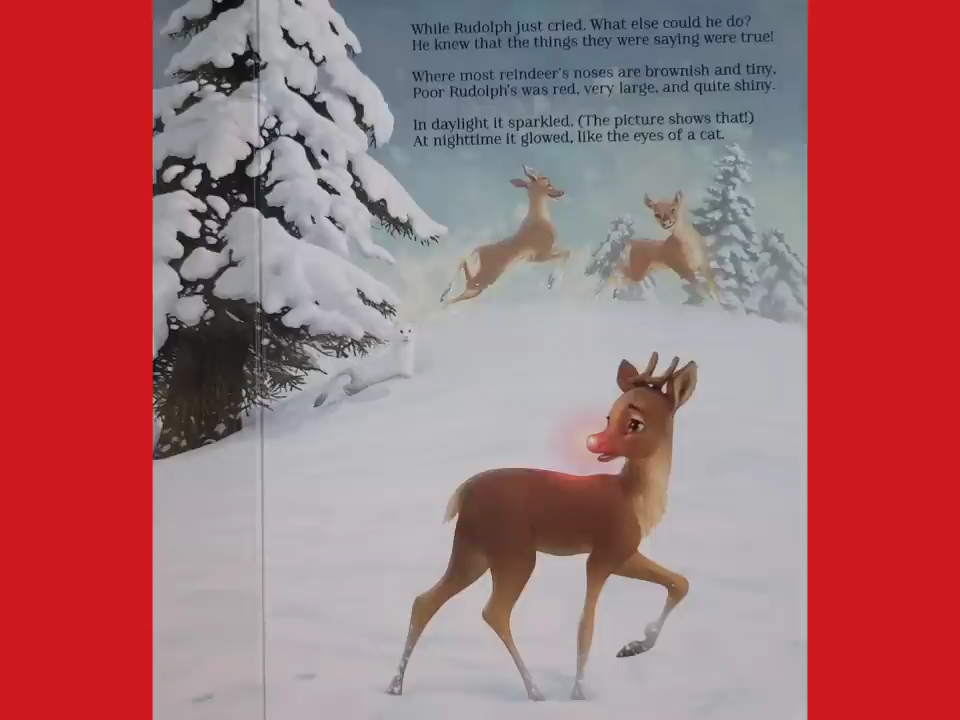 While Rudolph just cried. What else could he do?
He knew that the things they were saying were true!
Where most reindeer's noses are brownish and tiny,
Poor Rudolph's was red, very large, and quite shiny.
In daylight it sparkled. (The picture shows that!)
At nighttime it glowed, like the eyes of a cat.